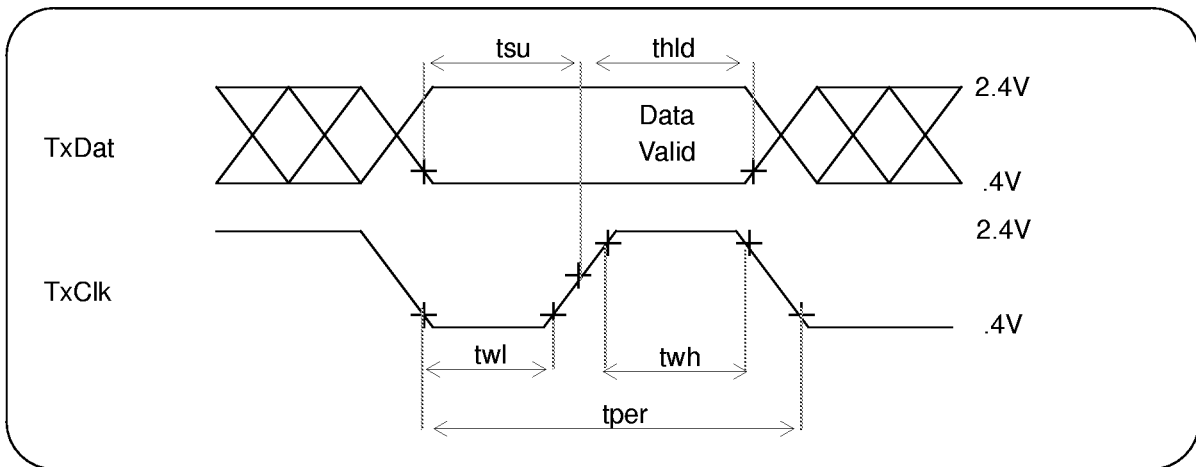 tsu
thld
2.4V
Data
Valid
TxDat
.4V
2.4V
TxClk
.4V
twl
twh
tper